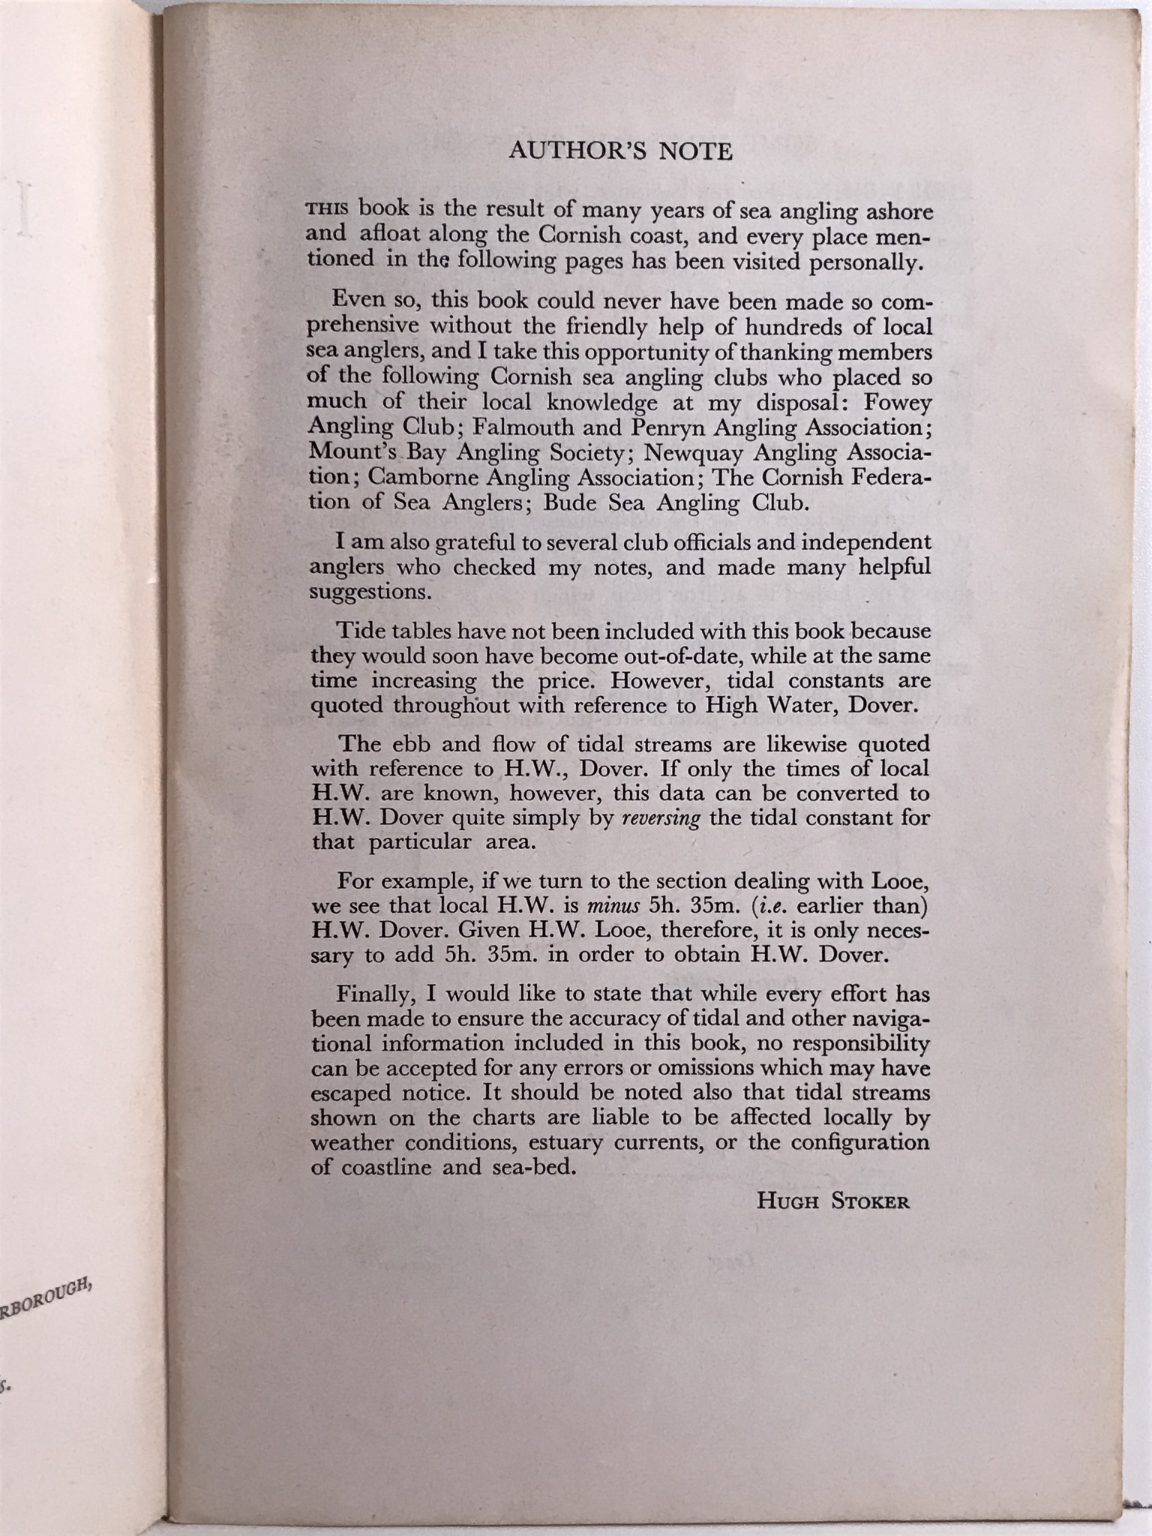 AUTHOR'S NOTE
THIS book is the result of many years of sea angling ashore
and afloat along the Cornish coast, and every place men-
tioned in the following pages has been visited personally.
Even so, this book could never have been made so com-
prehensive without the friendly help of hundreds of local
sea anglers, and I take this opportunity of thanking members
of the following Cornish sea angling clubs who placed so
much of their local knowledge at my disposal: Fowey
Angling Club; Falmouth and Penryn Angling Association;
Mount's Bay Angling Society; Newquay Angling Associa-
tion; Camborne Angling Association; The Cornish Federa-
tion of Sea Anglers; Bude Sea Angling Club.
I am also grateful to several club officials and independent
anglers who checked my notes, and made many helpful
suggestions.
Tide tables have not been included with this book because
they would soon have become out-of-date, while at the same
time increasing the price. However, tidal constants are
quoted throughout with reference to High Water, Dover.
The ebb and flow of tidal streams are likewise quoted
with reference to H.W., Dover. If only the times of local
H.W. are known, however, this data can be converted to
H.W. Dover quite simply by reversing the tidal constant for
that particular area.
For example, if we turn to the section dealing with Looe,
we see that local H.W. is minus 5h. 35m. (i.e. earlier than)
H.W. Dover. Given H.W. Looe, therefore, it is only neces-
sary to add 5h. 35m. in order to obtain H.W. Dover.
Finally, I would like to state that while every effort has
been made to ensure the accuracy of tidal and other naviga-
tional information included in this book, no responsibility
can be accepted for any errors or omissions which may have
escaped notice. It should be noted also that tidal streams
shown on the charts are liable to be affected locally by
weather conditions, estuary currents, or the configuration
of coastline and sea-bed.
HUGH STOKER
RBOROUGH,
s.